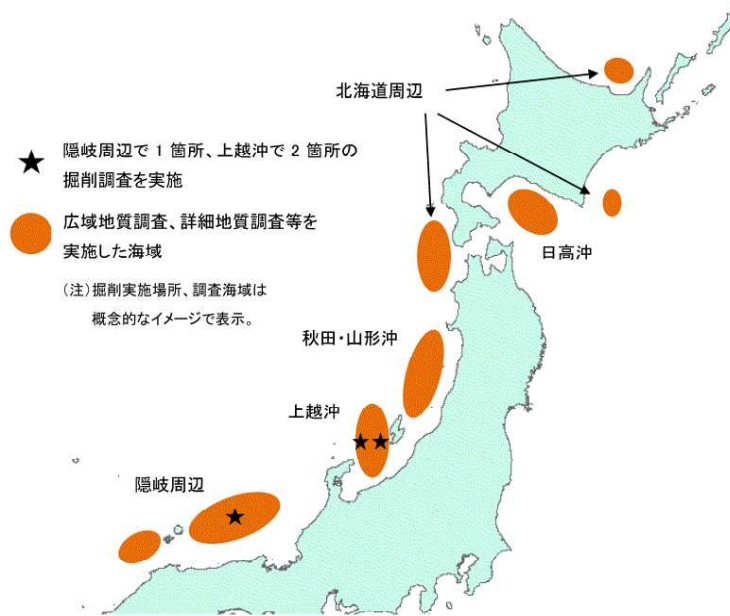 北海道周辺
隠岐周辺で 1 箇所、上越沖で 2 箇所の
掘削調査を実施
広域地質調査、詳細地質調査等を
実施した海域
(注)掘削実施場所、調査海域は
概念的なイメージで表示。
日高沖
秋田・山形沖
上越沖
隠岐周辺